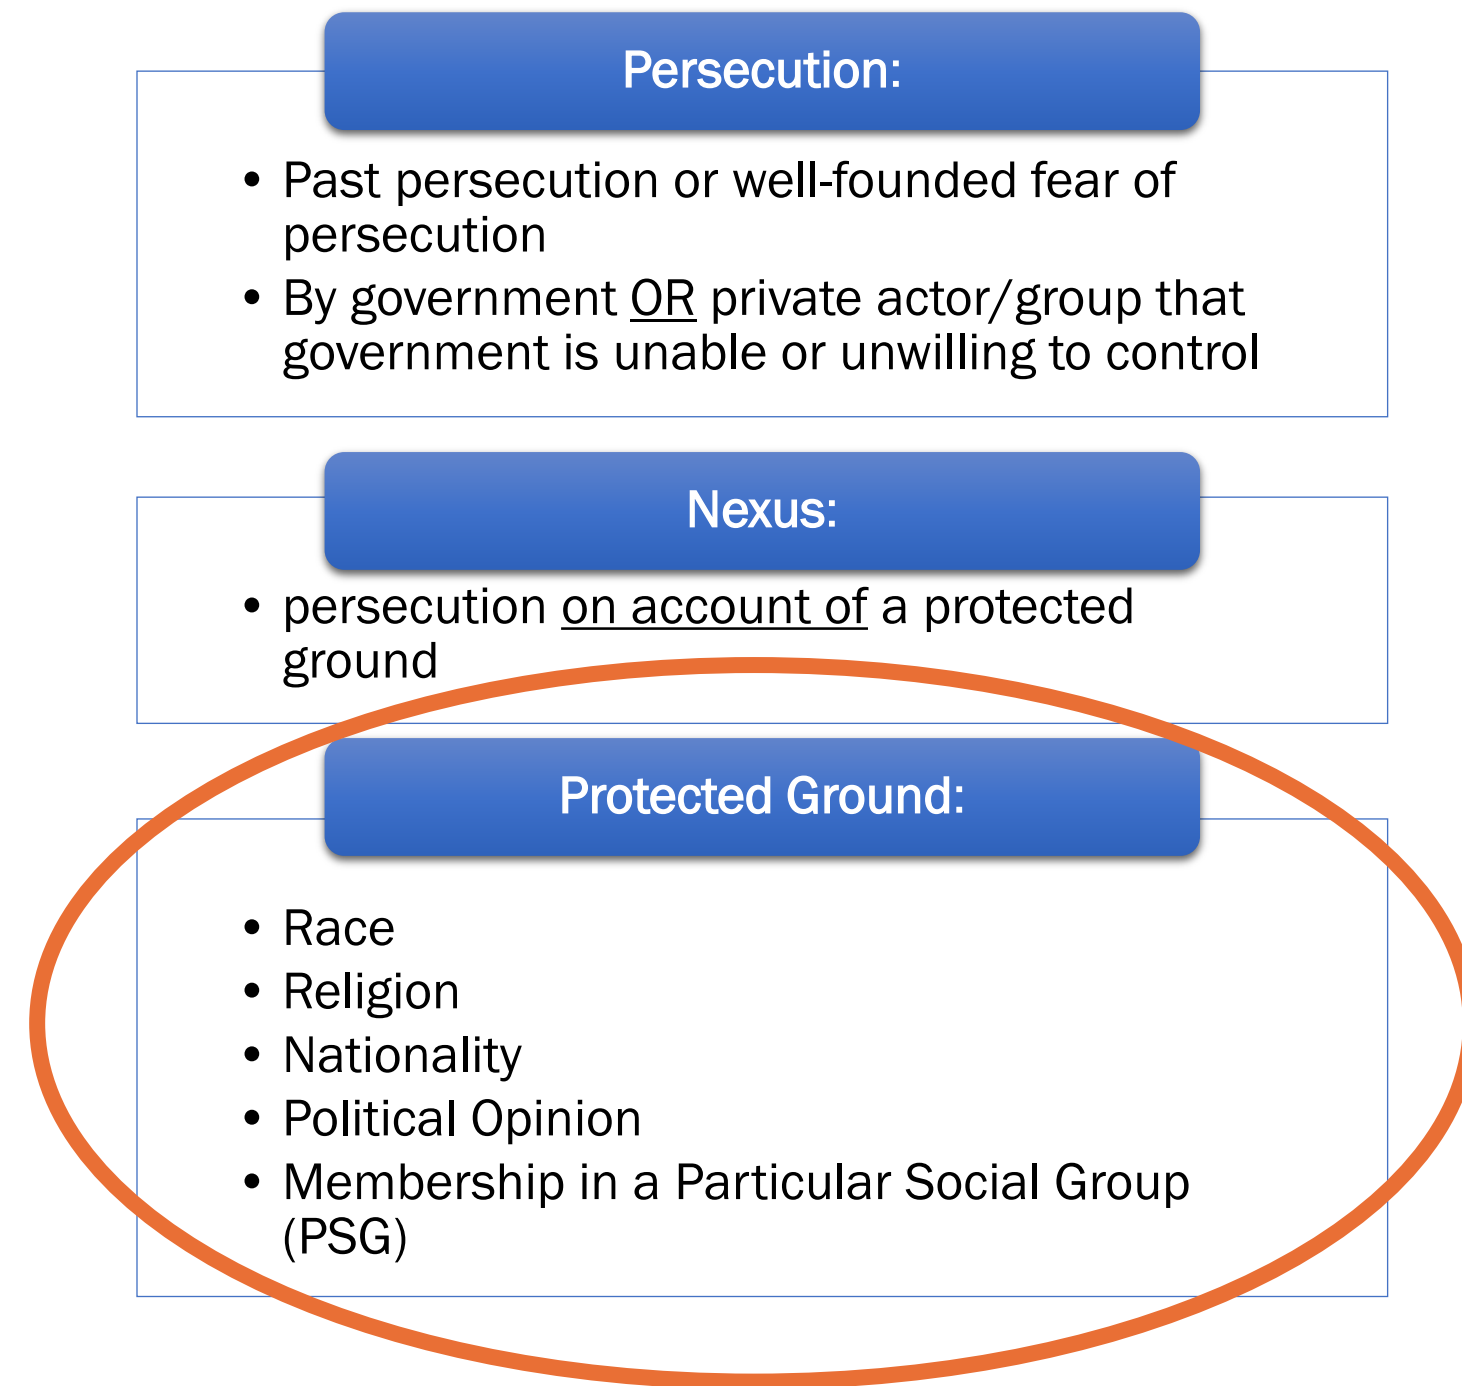 Persecution:
• Past persecution or well-founded fear of
persecution
• By government OR private actor/group that
government is unable or unwilling to control
Nexus:
• persecution on account of a protected
ground
Protected Ground:
• Race
• Religion
• Nationality
• Political Opinion
• Membership in a Particular Social Group
(PSG)